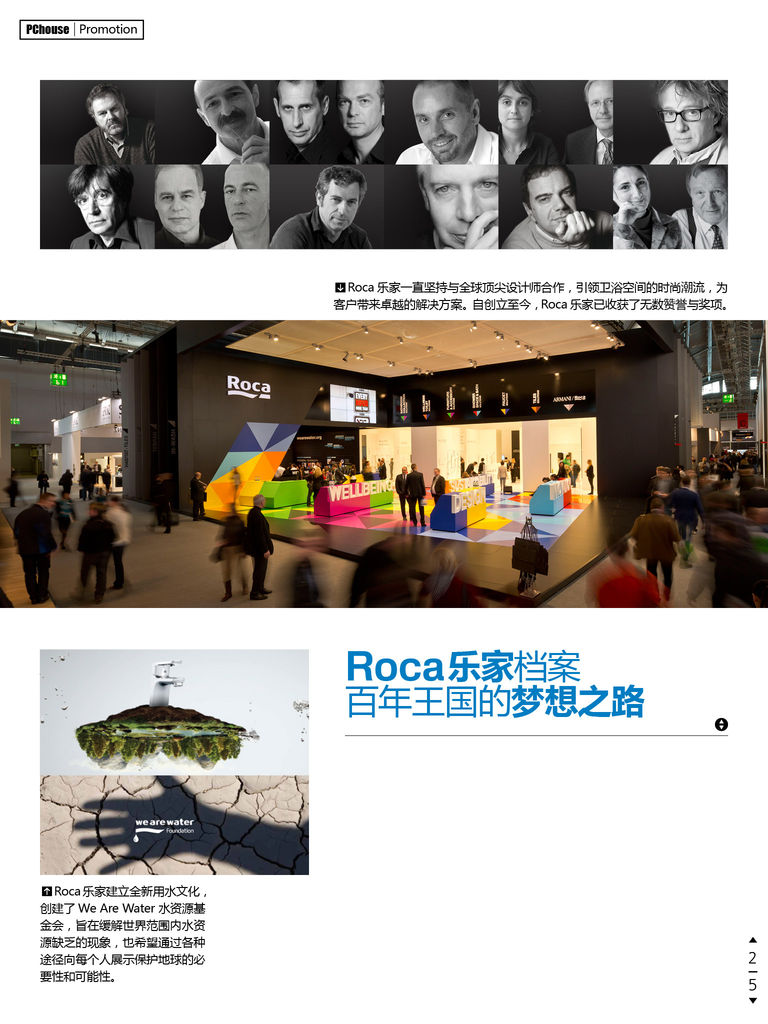 PChouse | Promotion
Roca 乐家一直坚持与全球顶尖设计师合作，引领卫浴空间的时尚潮流，为
客户带来卓越的解决方案。自创立至今，Roca 乐家已收获了无数赞誉与奖项。
Roca
WELLBEING
DESIGN
ARMANI / Roca
Roca乐家档案
百年王国的梦想之路
we are water
Foundation
Roca 乐家建立全新用水文化，
创建了 We Are Water 水资源基
金会，旨在缓解世界范围内水资
源缺乏的现象，也希望通过各种
途径向每个人展示保护地球的必
要性和可能性。
2
5